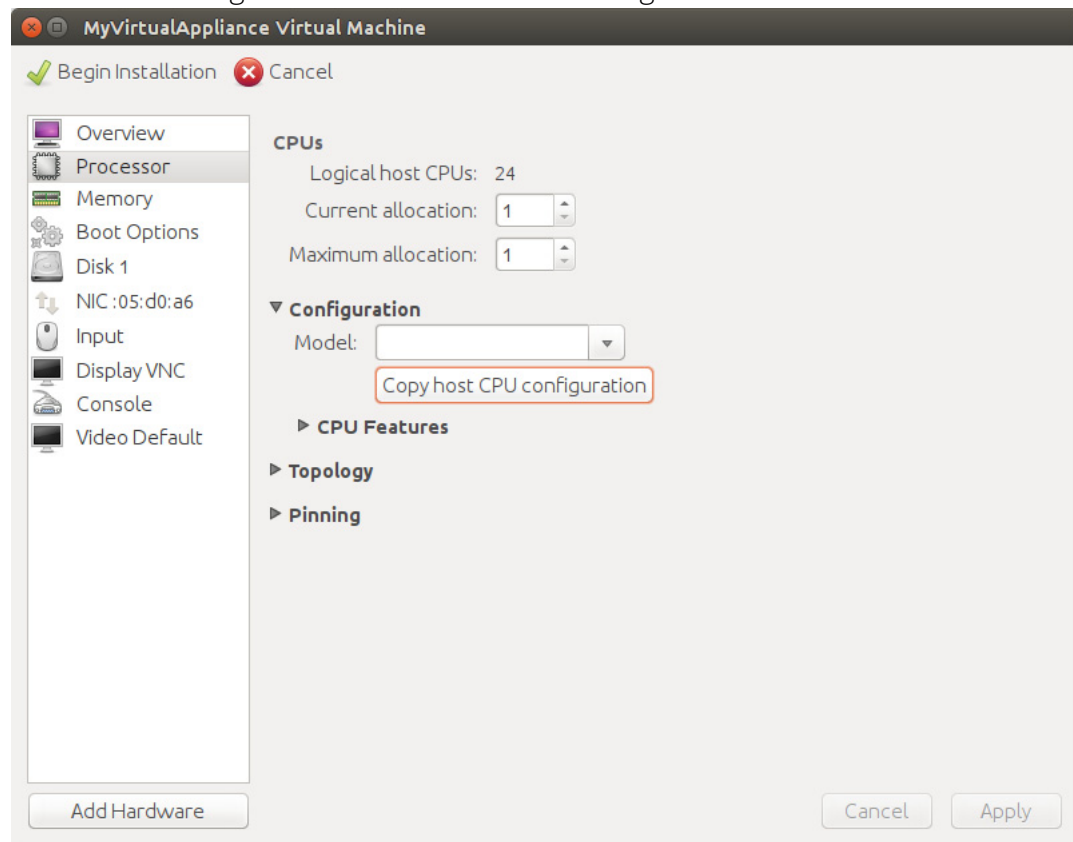 MyVirtualAppliance Virtual Machine
Begin Installation Cancel
Overview
Processor
Memory
Boot Options
Disk 1
NIC :05:d0:a6
Input
Display VNC
Console
Video Default
CPUs
Logical host CPUs: 24
Current allocation: 1
Maximum allocation: 1
Configuration
Model:
Copy host CPU configuration
CPU Features
Topology
Pinning
Add Hardware
Cancel Apply